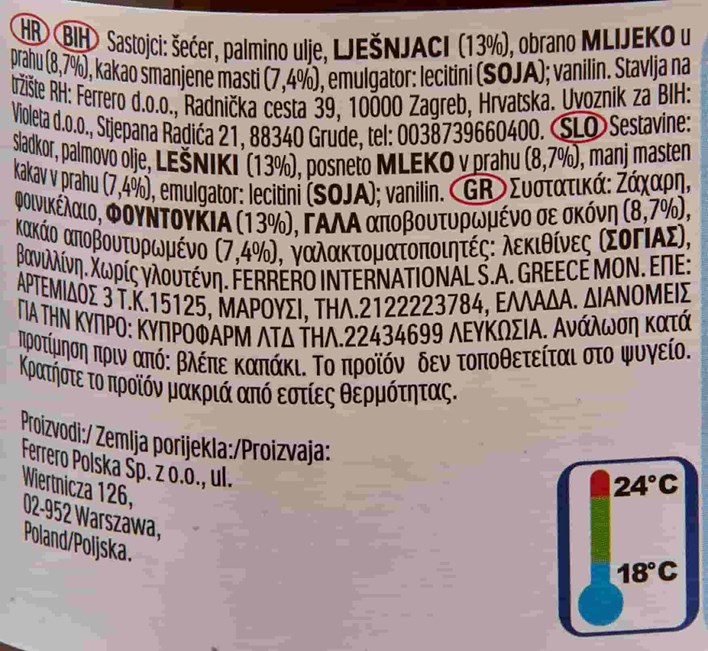 HR BIH Sastojci: šećer, palmino ulje, LJEŠNJACI (13%), obrano MLIJEKO u
prahu (8,7%), kakao smanjene masti (7,4%), emulgator: lecitini (SOJA); vanilin. Stavlja na
tržište RH: Ferrero d.o.o., Radnička cesta 39, 10000 Zagreb, Hrvatska. Uvoznik za BIH:
Violeta d.o.o., Stjepana Radića 21, 88340 Grude, tel: 0038739660400. SLO Sestavine:
sladkor, palmovo olje, LEŠNIKI (13%), posneto MLEKO v prahu (8,7%), manj masten
kakav v prahu (7,4%), emulgator: lecitini (SOJA); vanilin. GR Συστατικά: Ζάχαρη,
φοινικέλαιο, ΦΟΥΝΤΟΥΚΙΑ (13%), ΓΑΛΑ αποβουτυρωμένο σε σκόνη (8,7%),
κακάο αποβουτυρωμένο (7,4%), γαλακτοματοποιητές: λεκιθίνες (ΣΟΓΙΑΣ),
βανιλλίνη. Χωρίς γλουτένη. FERRERO INTERNATIONAL S.A. GREECE MON. ΕΠΕ:
ΑΡΤΕΜΙΔΟΣ 3 Τ.Κ.15125, ΜΑΡΟΥΣΙ, ΤΗΛ.2122223784, ΕΛΛΑΔΑ. ΔΙΑΝΟΜΕΙΣ
ΓΙΑ ΤΗΝ ΚΥΠΡΟ: ΚΥΠΡΟΦΑΡΜ ΛΤΔ ΤΗΛ.22434699 ΛΕΥΚΩΣΙΑ. Ανάλωση κατά
προτίμηση πριν από: βλέπε καπάκι. Το προϊόν δεν τοποθετείται στο ψυγείο.
Κρατήστε το προϊόν μακριά από εστίες θερμότητας.
Proizvodi:/ Zemlja porijekla:/Proizvaja:
Ferrero Polska Sp. z o.o., ul.
Wiertnicza 126,
02-952 Warszawa,
Poland/Poljska.
24°C
18°C